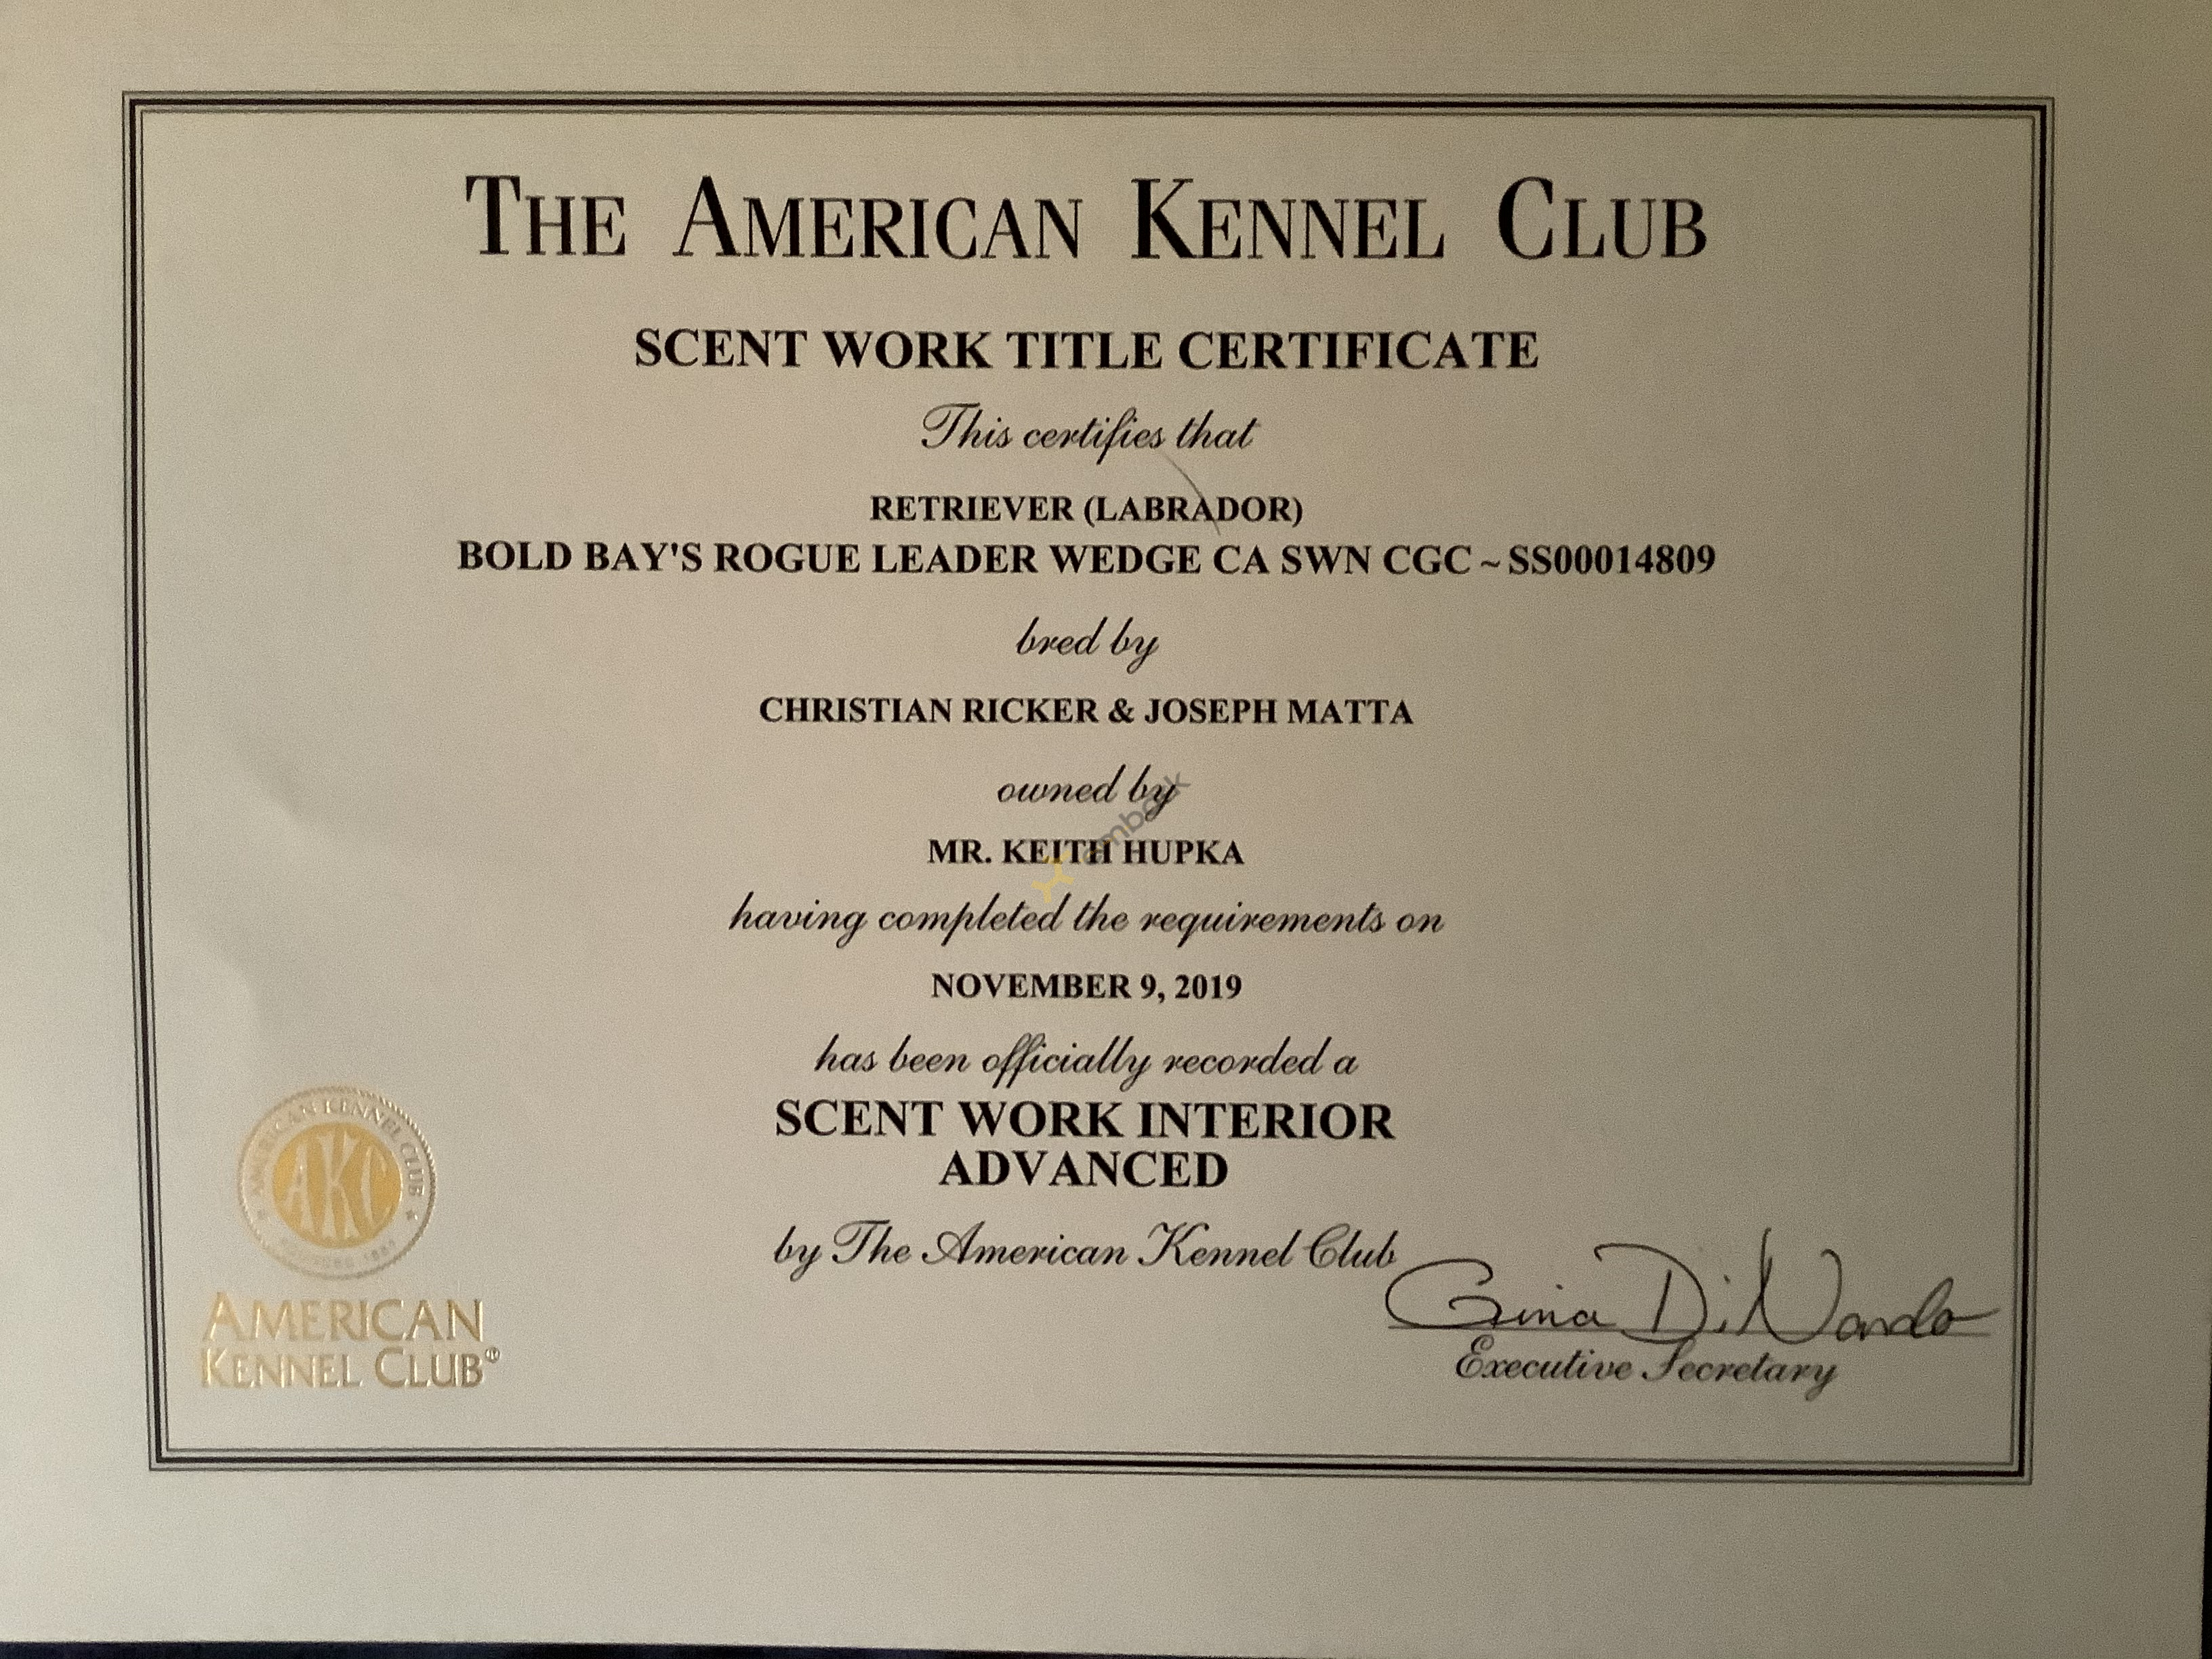 THE AMERICAN KENNEL CLUB
SCENT WORK TITLE CERTIFICATE
This certifies that
RETRIEVER (LABRADOR)
BOLD BAY'S ROGUE LEADER WEDGE CA SWN CGC ~ SS00014809
bred by
CHRISTIAN RICKER & JOSEPH MATTA
owned by
MR. KEITH HUPKA
having completed the requirements on
NOVEMBER 9, 2019
has been officially recorded a
SCENT WORK INTERIOR
ADVANCED
by The American Kennel Club
AMERICAN KENNEL CLUB
AKC
AMERICAN
KENNEL CLUB®
Gina DiNardo
Executive Secretary